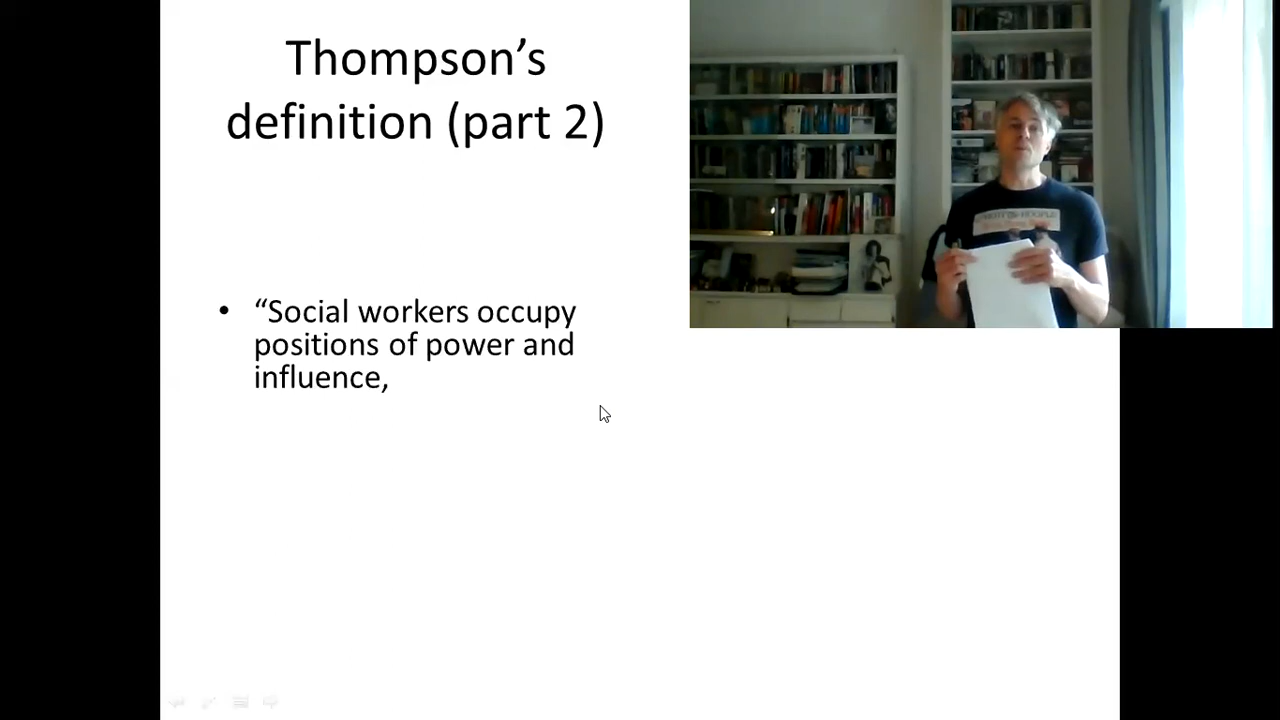 Thompson’s
definition (part 2)
• “Social workers occupy
positions of power and
influence,